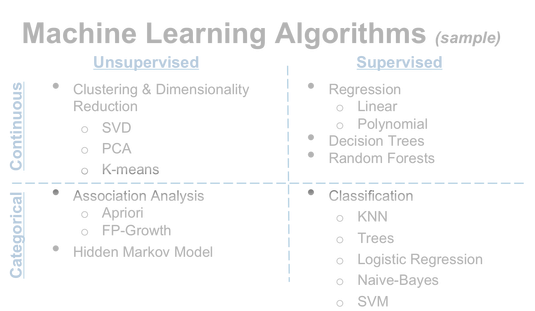 Machine Learning Algorithms (sample)
Unsupervised
Supervised
Continuous
Clustering & Dimensionality
Reduction
SVD
PCA
K-means
Regression
Linear
Polynomial
Decision Trees
Random Forests
Categorical
Association Analysis
Apriori
FP-Growth
Hidden Markov Model
Classification
KNN
Trees
Logistic Regression
Naive-Bayes
SVM